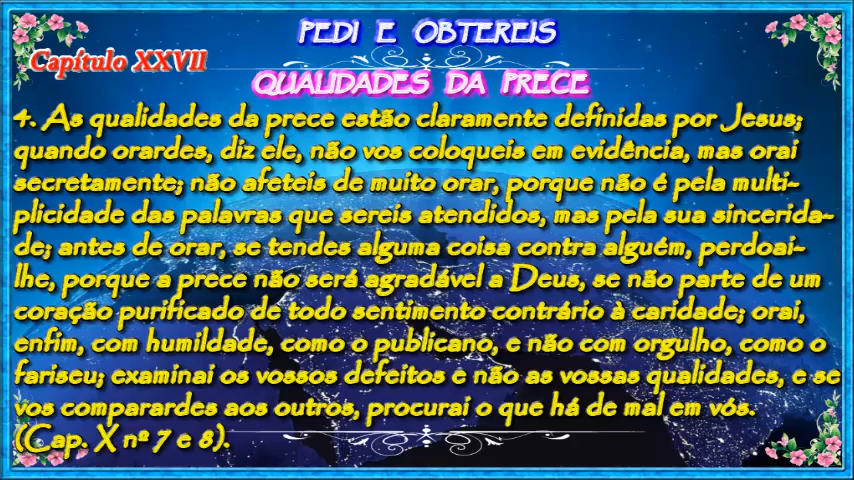 PEDI E OBTEREIS
Capítulo XXVII
QUALIDADES DA PRECE
4. As qualidades da prece estão claramente definidas por Jesus;
quando orardes, diz ele, não vos coloqueis em evidência, mas orai
secretamente; não afeteis de muito orar, porque não é pela multi-
plicidade das palavras que sereis atendidos, mas pela sua sincerida-
de; antes de orar, se tendes alguma coisa contra alguém, perdoai-
lhe, porque a prece não será agradável a Deus, se não parte de um
coração purificado de todo sentimento contrário à caridade; orai,
enfim, com humildade, como o publicano, e não com orgulho, como o
fariseu; examinai os vossos defeitos e não as vossas qualidades, e se
vos comparardes aos outros, procurai o que há de mal em vós.
(Cap. X nº 7 e 8).